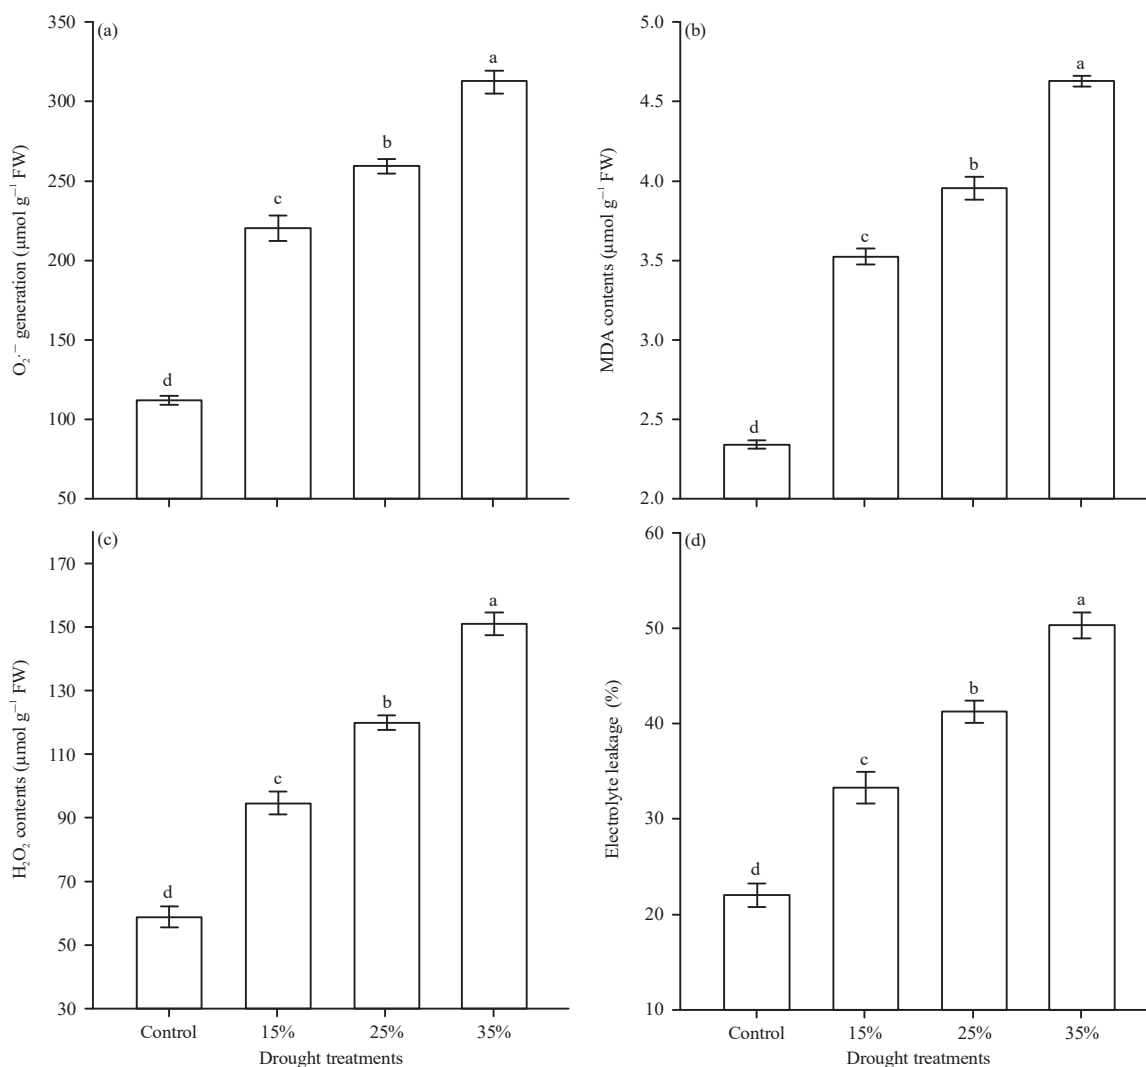 (a)
350
300
250
200
150
100
50
O₂·⁻ generation (µmol g⁻¹ FW)
d
c
b
a
(b)
5.0
4.5
4.0
3.5
3.0
2.5
2.0
MDA contents (µmol g⁻¹ FW)
d
c
b
a
(c)
170
150
130
110
90
70
50
30
H₂O₂ contents (µmol g⁻¹ FW)
d
c
b
a
Control 15% 25% 35%
Drought treatments
(d)
60
50
40
30
20
10
Electrolyte leakage (%)
d
c
b
a
Control 15% 25% 35%
Drought treatments